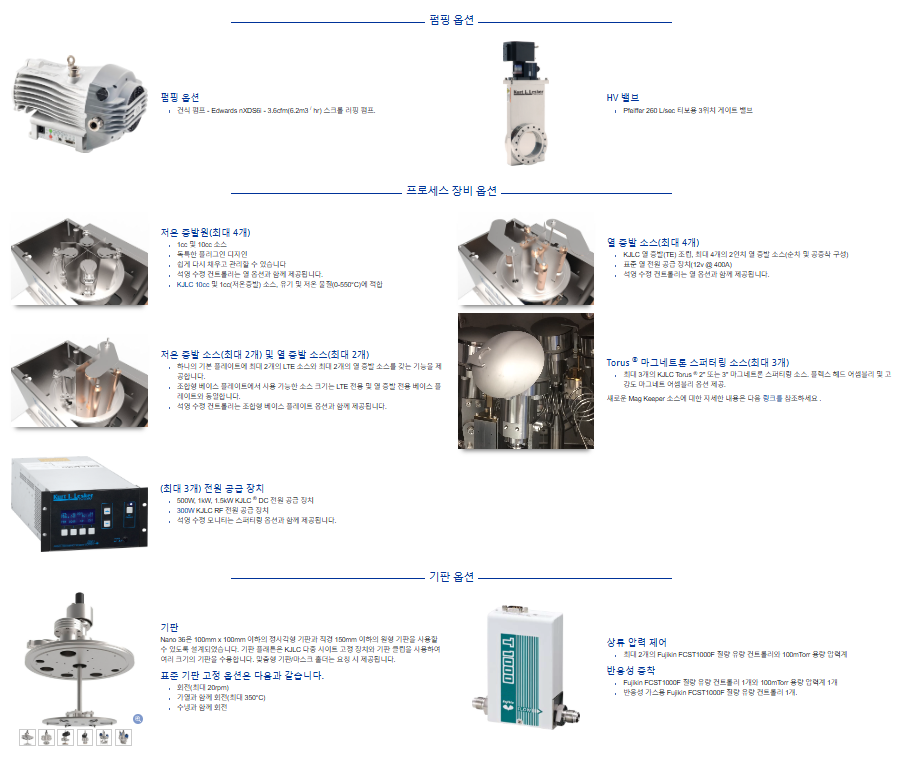 펌핑 옵션
펌핑 옵션
건식 펌프 - Edwards nXDS6i - 3.6cfm(6.2m3 / hr) 스크롤 러핑 펌프.
Kurt J. Lesker
HV 밸브
Pfeiffer 260 L/sec 터보용 3위치 게이트 밸브
프로세스 장비 옵션
저온 증발원(최대 4개)
1cc 및 10cc 소스
독특한 플러그인 디자인
쉽게 다시 채우고 관리할 수 있습니다
석영 수정 컨트롤러는 열 옵션과 함께 제공됩니다.
KJLC 10cc 및 1cc(저온증발) 소스, 유기 및 저온 물질(0-550°C)에 적합
열 증발 소스(최대 4개)
KJLC 열 증발(TE) 조립, 최대 4개의 2인치 열 증발 소스(순차 및 공증착 구성)
표준 열 전원 공급 장치(12v @ 400A)
석영 수정 컨트롤러는 열 옵션과 함께 제공됩니다.
저온 증발 소스(최대 2개) 및 열 증발 소스(최대 2개)
하나의 기본 플레이트에 최대 2개의 LTE 소스와 최대 2개의 열 증발 소스를 갖는 기능을 제
공합니다.
조합형 베이스 플레이트에서 사용 가능한 소스 크기는 LTE 전용 및 열 증발 전용 베이스 플
레이트와 동일합니다.
석영 수정 컨트롤러는 조합형 베이스 플레이트 옵션과 함께 제공됩니다.
Torus ® 마그네트론 스퍼터링 소스(최대 3개)
최대 3개의 KJLC Torus ® 2" 또는 3" 마그네트론 스퍼터링 소스. 플렉스 헤드 어셈블리 및 고
강도 마그네트 어셈블리 옵션 제공.
새로운 Mag Keeper 소스에 대한 자세한 내용은 다음 링크를 참조하세요 .
Kurt J. Lesker
(최대 3개) 전원 공급 장치
500W, 1kW, 1.5kW KJLC ® DC 전원 공급 장치
300W KJLC RF 전원 공급 장치
석영 수정 모니터는 스퍼터링 옵션과 함께 제공됩니다.
기판 옵션
기판
Nano 36은 100mm x 100mm 이하의 정사각형 기판과 직경 150mm 이하의 원형 기판을 사용할
수 있도록 설계되었습니다. 기판 플래튼은 KJLC 다중 사이트 고정 장치와 기판 클립을 사용하여
여러 크기의 기판을 수용합니다. 맞춤형 기판/마스크 홀더는 요청 시 제공됩니다.
표준 기판 고정 옵션은 다음과 같습니다.
회전(최대 20rpm)
가열과 함께 회전(최대 350°C)
수냉과 함께 회전
T 1000
상류 압력 제어
최대 2개의 Fujikin FCST1000F 질량 유량 컨트롤러와 100mTorr 용량 압력계
반응성 증착
Fujikin FCST1000F 질량 유량 컨트롤러 1개와 100mTorr 용량 압력계 1개
반응성 가스용 Fujikin FCST1000F 질량 유량 컨트롤러 1개.